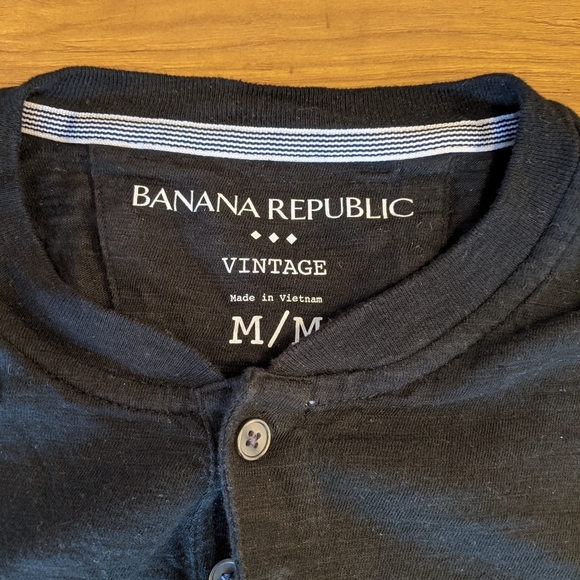 BANANA REPUBLIC
VINTAGE
Made in Vietnam
M/M